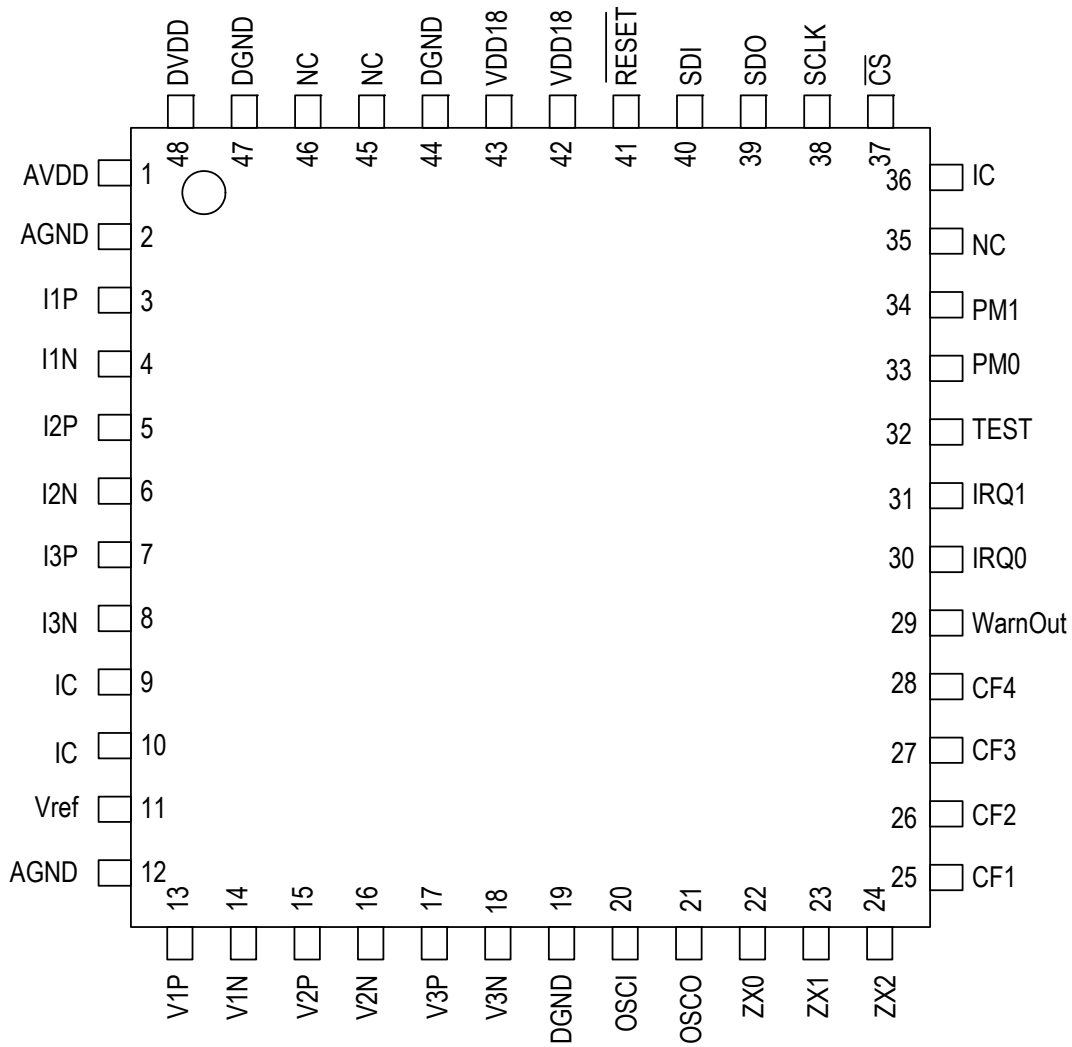 DVDD
DGND
NC
NC
DGND
VDD18
VDD18
RESET
SDI
SDO
SCLK
CS
48
47
46
45
44
43
42
41
40
39
38
37
AVDD 1
AGND 2
I1P 3
I1N 4
I2P 5
I2N 6
I3P 7
I3N 8
IC 9
IC 10
Vref 11
AGND 12
36 IC
35 NC
34 PM1
33 PM0
32 TEST
31 IRQ1
30 IRQ0
29 WarnOut
28 CF4
27 CF3
26 CF2
25 CF1
13
14
15
16
17
18
19
20
21
22
23
24
V1P
V1N
V2P
V2N
V3P
V3N
DGND
OSCI
OSCO
ZX0
ZX1
ZX2